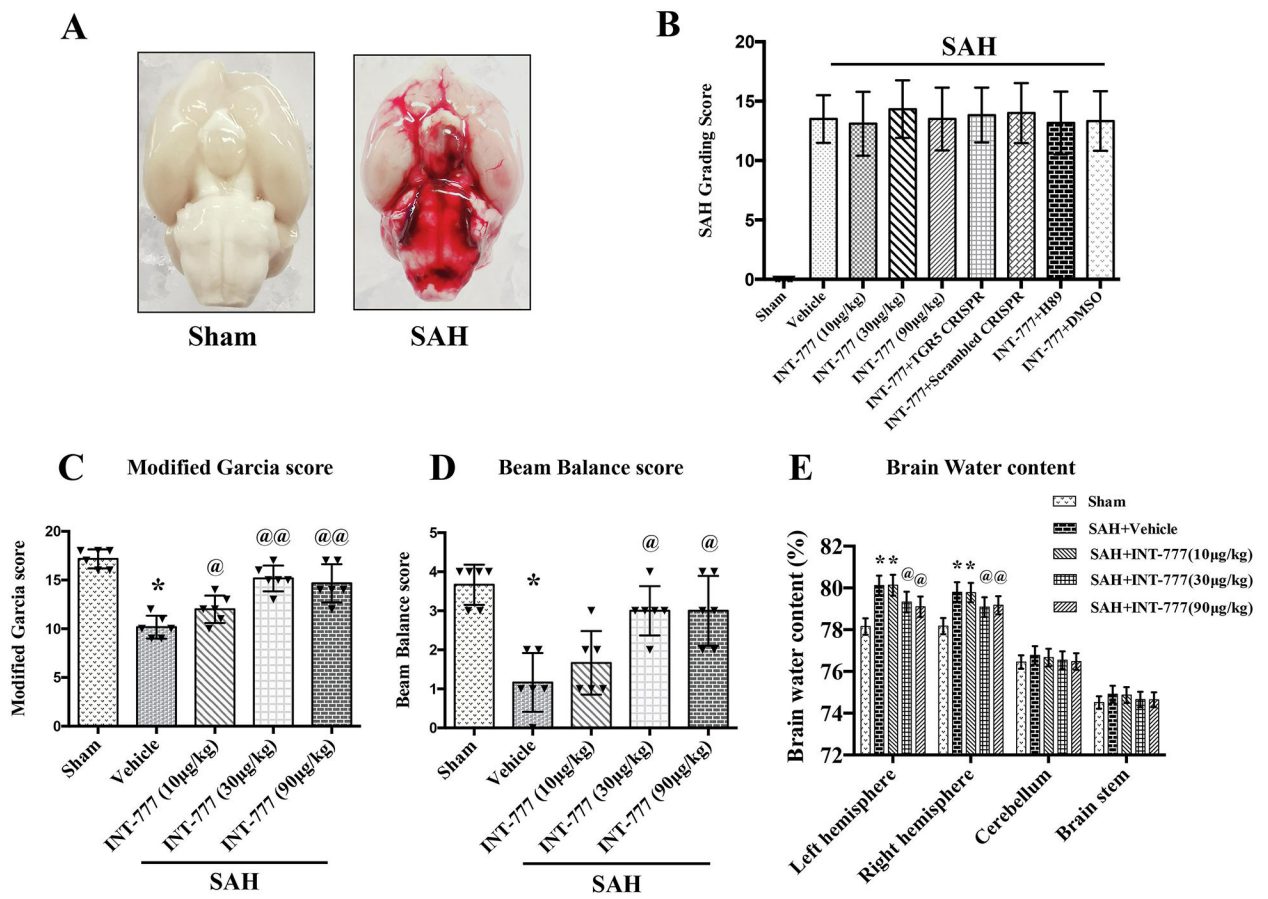 A
Sham
SAH
B
SAH
SAH Grading Score
20
15
10
5
0
Sham
Vehicle
INT-777 (10μg/kg)
INT-777 (30μg/kg)
INT-777 (90μg/kg)
INT-777+TGR5 CRISPR
INT-777+Scrambled CRISPR
INT-777+H89
INT-777+DMSO
C Modified Garcia score
Modified Garcia score
20
15
10
5
0
*
@
@@
@@
Sham
Vehicle
INT-777 (10μg/kg)
INT-777 (30μg/kg)
INT-777 (90μg/kg)
SAH
D Beam Balance score
Beam Balance score
5
4
3
2
1
0
*
@
@
Sham
Vehicle
INT-777 (10μg/kg)
INT-777 (30μg/kg)
INT-777 (90μg/kg)
SAH
E Brain Water content
Sham
SAH+Vehicle
SAH+INT-777(10μg/kg)
SAH+INT-777(30μg/kg)
SAH+INT-777(90μg/kg)
Brain water content (%)
82
80
78
76
74
72
* *
@@
* *
@@
Left hemisphere
Right hemisphere
Cerebellum
Brain stem